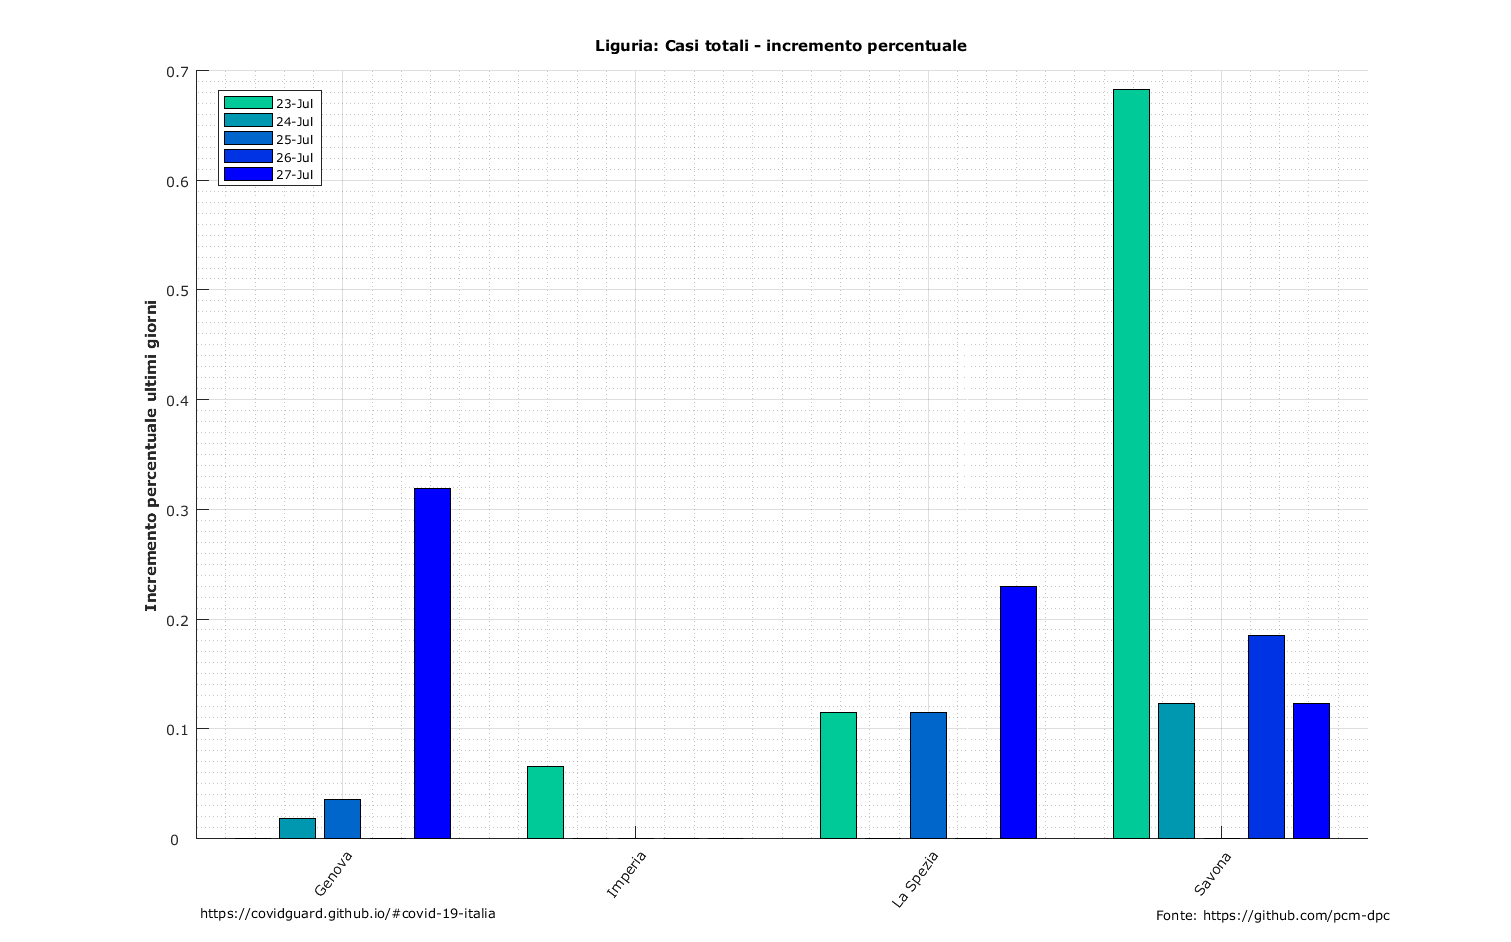 Liguria: Casi totali - incremento percentuale
0.7
0.6
0.5
0.4
0.3
0.2
0.1
0
Incremento percentuale ultimi giorni
23-Jul
24-Jul
25-Jul
26-Jul
27-Jul
Genova
Imperia
La Spezia
Savona
https://covidguard.github.io/#covid-19-italia
Fonte: https://github.com/pcm-dpc